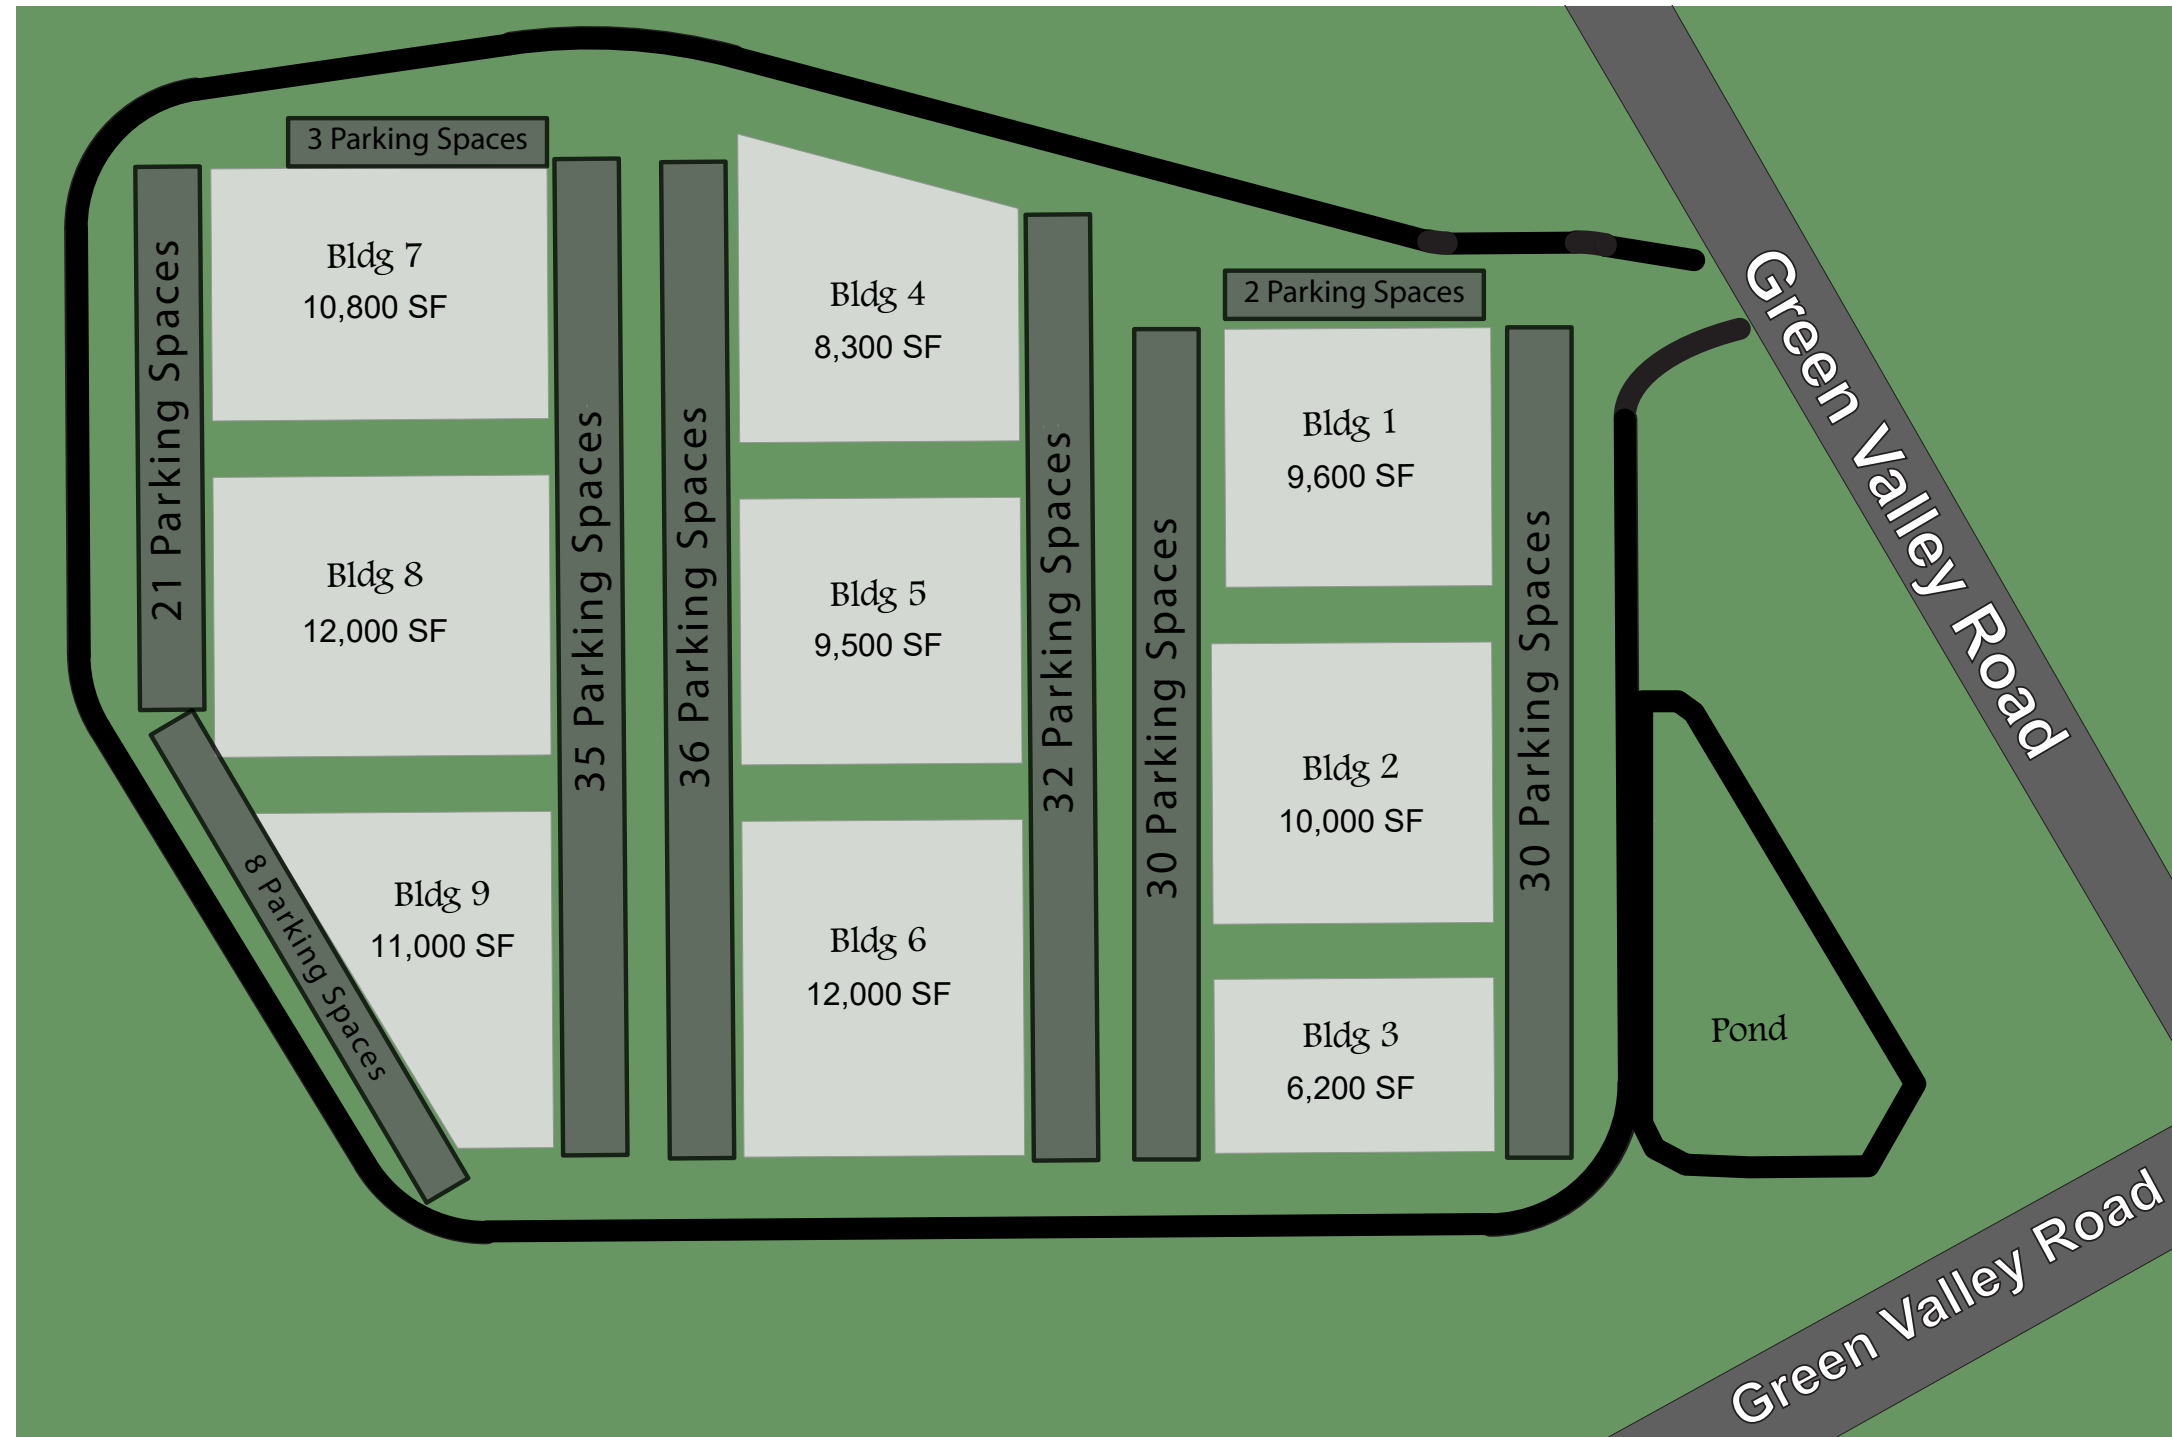 3 Parking Spaces
21 Parking Spaces
Bldg 7
10,800 SF
Bldg 8
12,000 SF
8 Parking Spaces
Bldg 9
11,000 SF
35 Parking Spaces
36 Parking Spaces
Bldg 4
8,300 SF
Bldg 5
9,500 SF
Bldg 6
12,000 SF
32 Parking Spaces
2 Parking Spaces
30 Parking Spaces
Bldg 1
9,600 SF
Bldg 2
10,000 SF
Bldg 3
6,200 SF
30 Parking Spaces
Green Valley Road
Pond
Green Valley Road